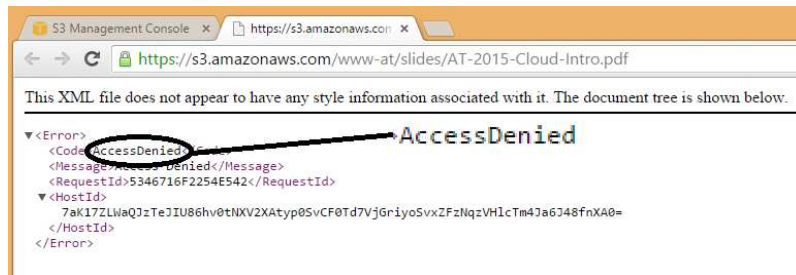 S3 Management Console
https://s3.amazonaws.con
https://s3.amazonaws.com/www-at/slides/AT-2015-Cloud-Intro.pdf
This XML file does not appear to have any style information associated with it. The document tree is shown below.
<Error>
<Code>AccessDenied</Code>
AccessDenied
<Message>Access Denied</Message>
<RequestId>5346716F2254E542</RequestId>
<HostId>
7aK17ZLWaQJzTeJIU86hv0tNXV2XAtyp0SvCF0Td7VjGriyoSvxZFzNqzVHlcTm4Ja6J48fnXA0=
</HostId>
</Error>